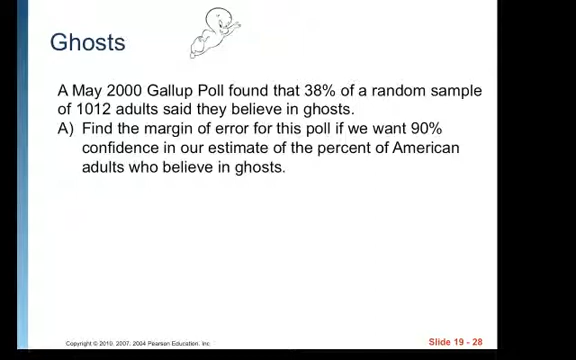 Ghosts
A May 2000 Gallup Poll found that 38% of a random sample
of 1012 adults said they believe in ghosts.
A) Find the margin of error for this poll if we want 90%
confidence in our estimate of the percent of American
adults who believe in ghosts.
Copyright © 2010, 2007, 2004 Pearson Education, Inc.
Slide 19 - 28